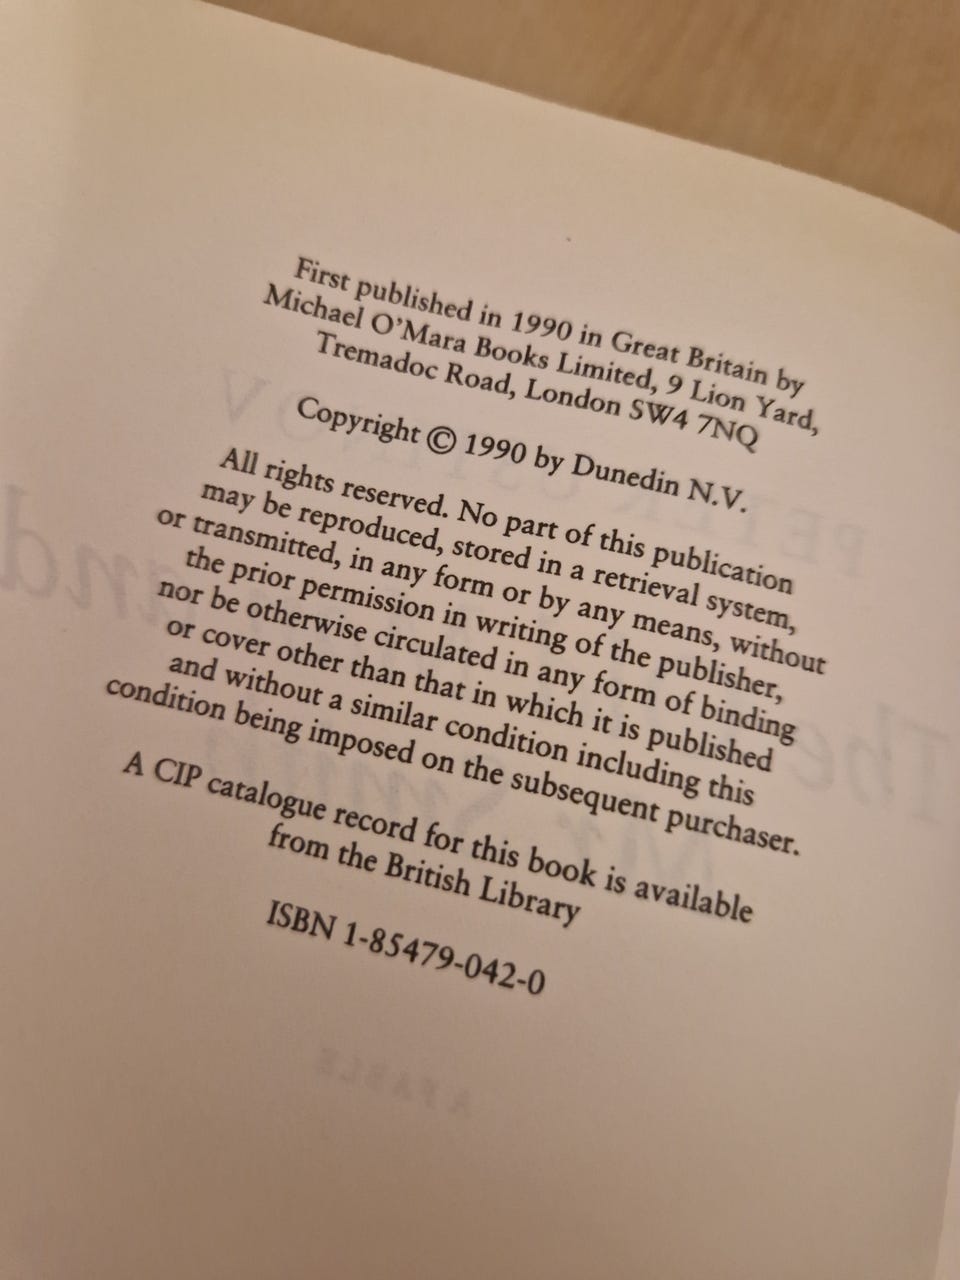 First published in 1990 in Great Britain by
Michael O'Mara Books Limited, 9 Lion Yard,
Tremadoc Road, London SW4 7NQ
Copyright © 1990 by Dunedin N.V.
All rights reserved. No part of this publication
may be reproduced, stored in a retrieval system,
or transmitted, in any form or by any means, without
the prior permission in writing of the publisher,
nor be otherwise circulated in any form of binding
or cover other than that in which it is published
and without a similar condition including this
condition being imposed on the subsequent purchaser.
A CIP catalogue record for this book is available
from the British Library
ISBN 1-85479-042-0